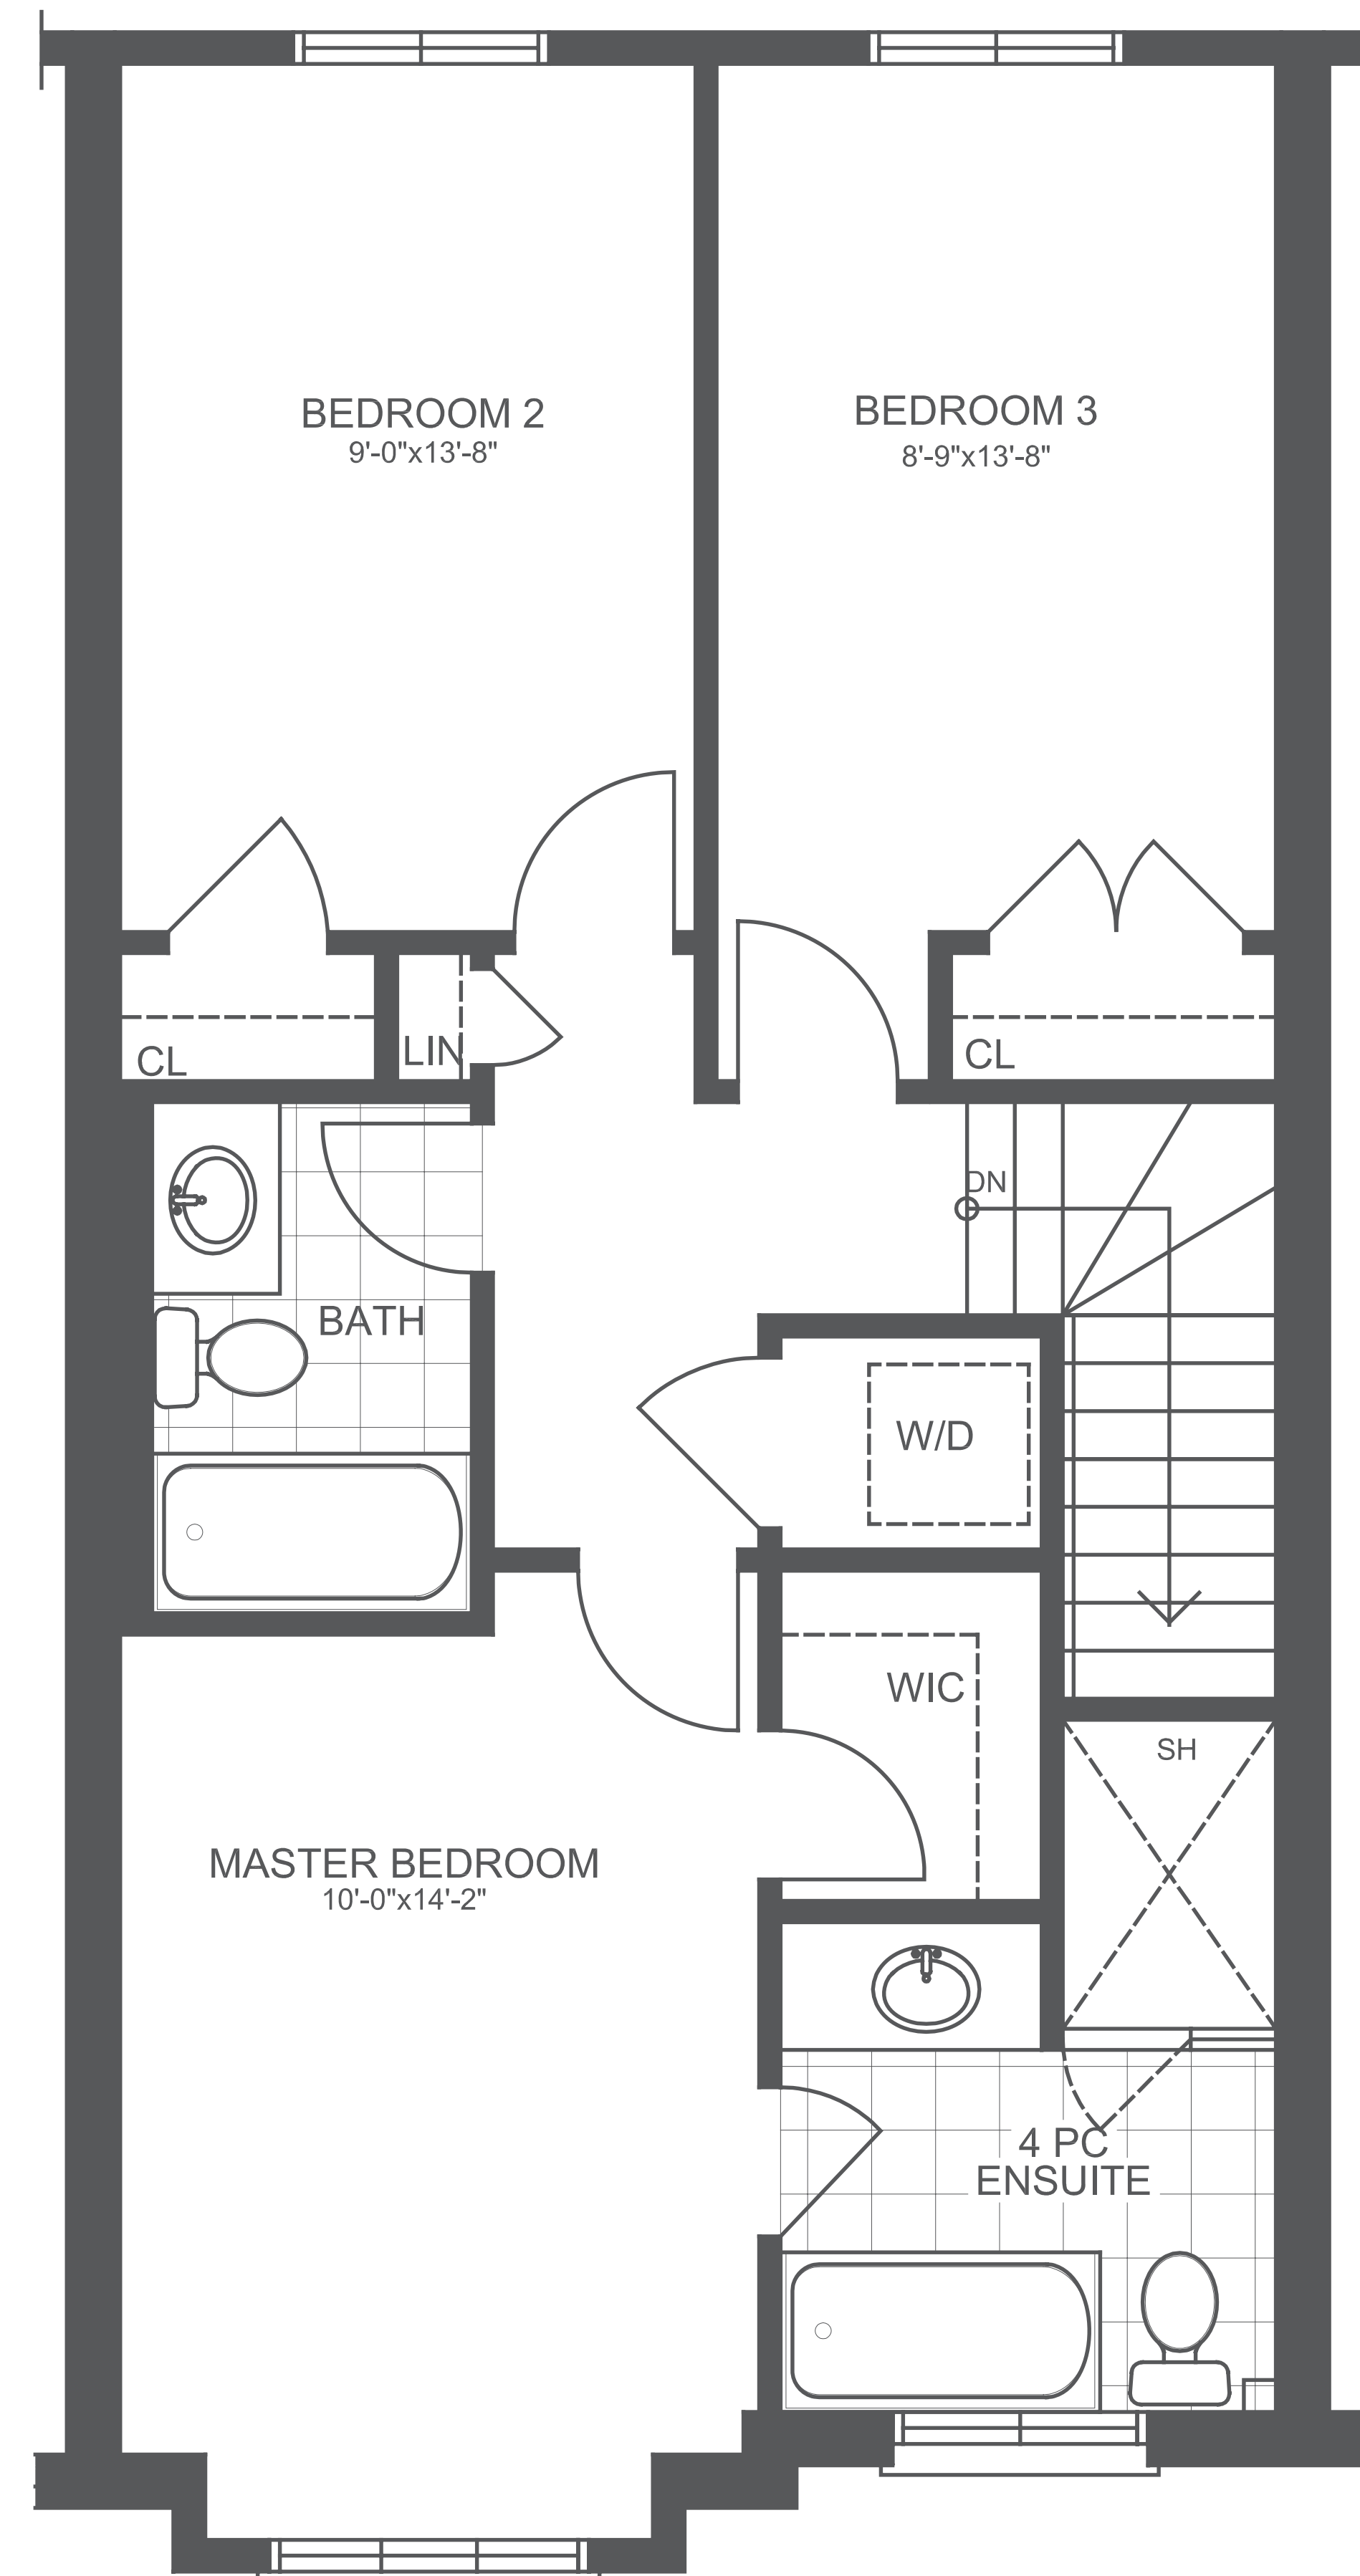 BEDROOM 2
9'-0"x13'-8"
BEDROOM 3
8'-9"x13'-8"
CL
LIN
CL
DN
BATH
W/D
WIC
SH
MASTER BEDROOM
10'-0"x14'-2"
4 PC
ENSUITE